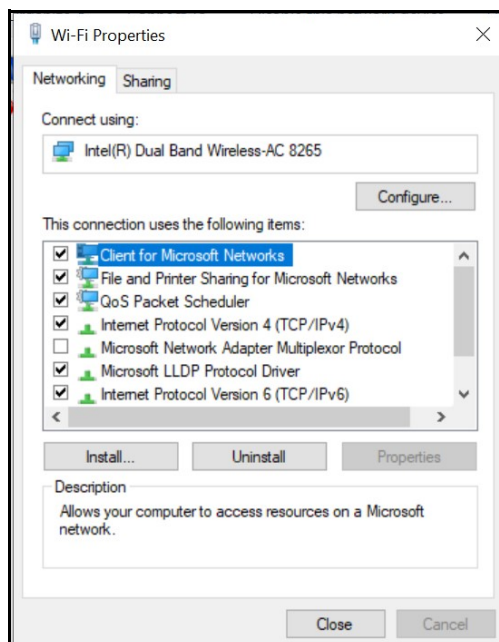 Wi-Fi Properties
Networking
Sharing
Connect using:
Intel(R) Dual Band Wireless-AC 8265
Configure...
This connection uses the following items:
Client for Microsoft Networks
File and Printer Sharing for Microsoft Networks
QoS Packet Scheduler
Internet Protocol Version 4 (TCP/IPv4)
Microsoft Network Adapter Multiplexor Protocol
Microsoft LLDP Protocol Driver
Internet Protocol Version 6 (TCP/IPv6)
Install...
Uninstall
Properties
Description
Allows your computer to access resources on a Microsoft
network.
Close
Cancel